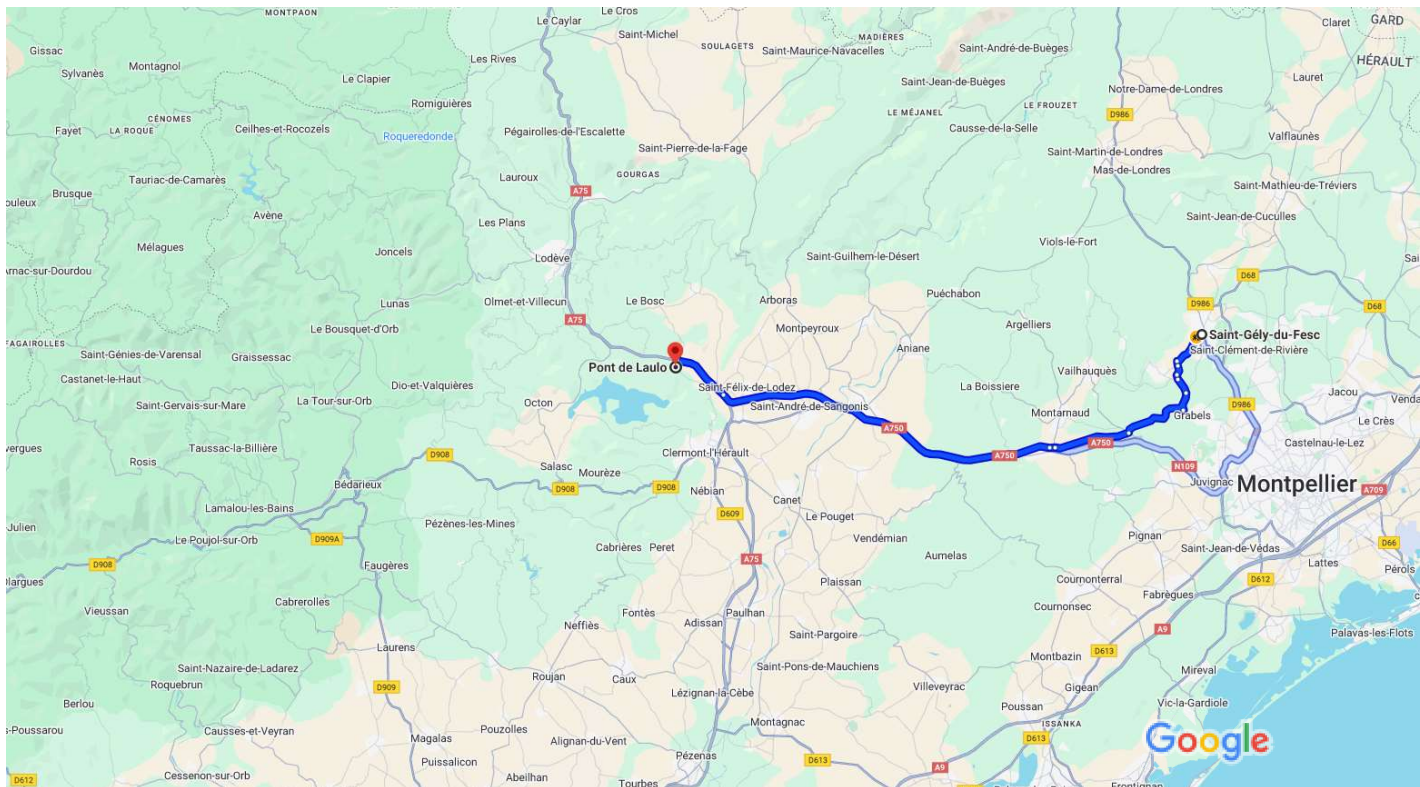 MONTPAON
Le Caylar
Le Cros
Saint-Michel
SOULAGETS
MADIÈRES
Saint-Maurice-Navacelles
Saint-André-de-Buèges
Claret
GARD
HÉRAULT
Gissac
Sylvanès
Montagnol
Le Clapier
Les Rives
Romiguières
Saint-Jean-de-Buèges
Lauret
Notre-Dame-de-Londres
LE FROUZET
LE MÉJANEL
D986
Fayet
LA ROQUE
CÉNOMES
Ceilhes-et-Rocozels
Roqueredonde
Pégairolles-de-l'Escalette
Causse-de-la-Selle
Valflaunès
Saint-Pierre-de-la-Fage
Saint-Martin-de-Londres
Mas-de-Londres
Tauriac-de-Camarès
Lauroux
GOURGAS
Brusque
A75
Saint-Mathieu-de-Tréviers
Avène
Les Plans
Saint-Jean-de-Cuculles
Mélagues
Joncels
Lodève
Viols-le-Fort
Saint-Guilhem-le-Désert
Arnac-sur-Dourdou
D68
Lunas
Olmet-et-Villecun
Le Bosc
Arboras
Puéchabon
D986
D68
A75
Le Bousquet-d'Orb
Montpeyroux
Argelliers
Saint-Gély-du-Fesc
FAGAIROLLES
Saint-Génies-de-Varensal
Graissessac
Aniane
Saint-Clément-de-Rivière
Pont de Laulo
Castanet-le-Haut
Dio-et-Valquières
Saint-Félix-de-Lodez
La Boissiere
Vailhauquès
Saint-Gervais-sur-Mare
La Tour-sur-Orb
Octon
Saint-André-de-Sangonis
Montarnaud
Grabels
D986
Jacou
A750
A750
Le Crès
Taussac-la-Billière
Clermont-l'Hérault
A750
Castelnau-le-Lez
Rosis
D908
Salasc
Mourèze
N109
Juvignac
Montpellier
D908
D908
Nébian
Canet
A709
Bédarieux
Lamalou-les-Bains
Pézènes-les-Mines
D609
Le Pouget
Pignan
Le Poujol-sur-Orb
D909A
Vendémian
Saint-Jean-de-Védas
D66
Cabrières
Peret
A75
Aumelas
Lattes
D908
Faugères
Pérols
Plaissan
Cournonterral
D612
Vieussan
Cabrerolles
Fabrègues
Cournonsec
Fontès
Paulhan
Neffiès
Adissan
A9
Palavas-les-Flots
Laurens
Saint-Pargoire
D613
Montbazin
Saint-Nazaire-de-Ladarez
Saint-Pons-de-Mauchiens
Mireval
Roquebrun
Roujan
Caux
Gigean
D909
Lézignan-la-Cèbe
Villeveyrac
Berlou
Poussan
Vic-la-Gardiole
Causses-et-Veyran
Pouzolles
Montagnac
ISSANKA
Magalas
Alignan-du-Vent
D613
Google
Puissalicon
Pézenas
D613
Cessenon-sur-Orb
Abeilhan
A9
D612
Tourbes
Frontignan